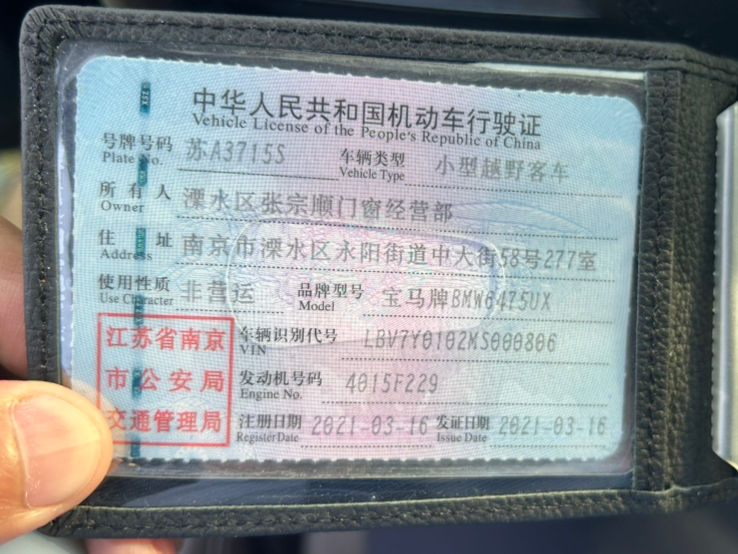 中华人民共和国机动车行驶证
Vehicle License of the People's Republic of China
号牌号码 苏A3715S 车辆类型 小型越野客车
Plate No. Vehicle Type
所有人 溧水区张宗顺门窗经营部
Owner
住址 南京市溧水区永阳街道中大街58号277室
Address
使用性质 非营运 品牌型号 宝马牌BMW6475UX
Use Character Model
江苏省南京
市公安局
交通管理局
车辆识别代号 LBV7Y0102MS000806
VIN
发动机号码 4015F229
Engine No.
注册日期 2021-03-16 发证日期 2021-03-16
Register Date Issue Date